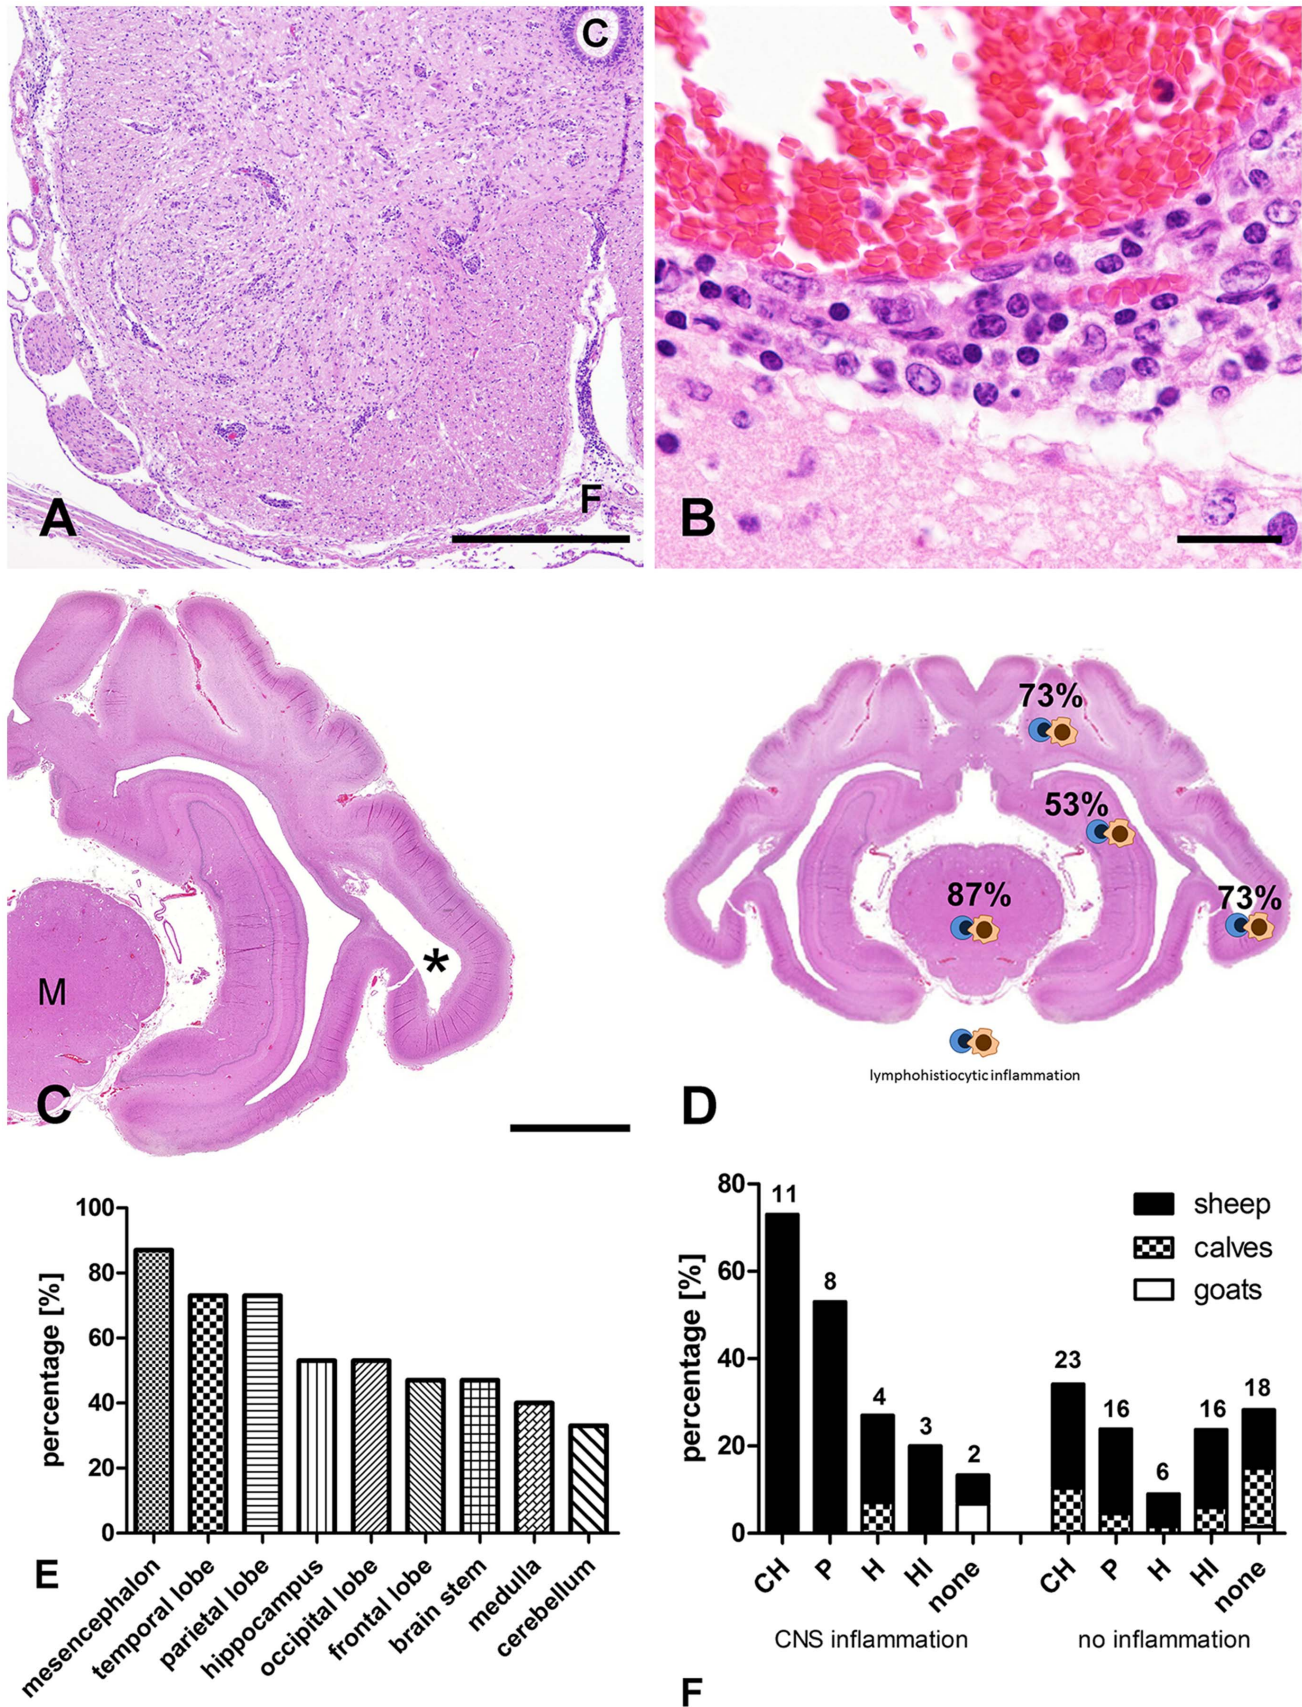 C
A
F
B
M
*
C
73%
53%
87%
73%
lymphohistiocytic inflammation
D
percentage [%]
100
80
60
40
20
0
mesencephalon
temporal lobe
parietal lobe
hippocampus
occipital lobe
frontal lobe
brain stem
medulla
cerebellum
E
percentage [%]
80
60
40
20
0
11
8
4
3
2
23
16
6
16
18
sheep
calves
goats
CH
P
H
HI
none
CH
P
H
HI
none
CNS inflammation
no inflammation
F